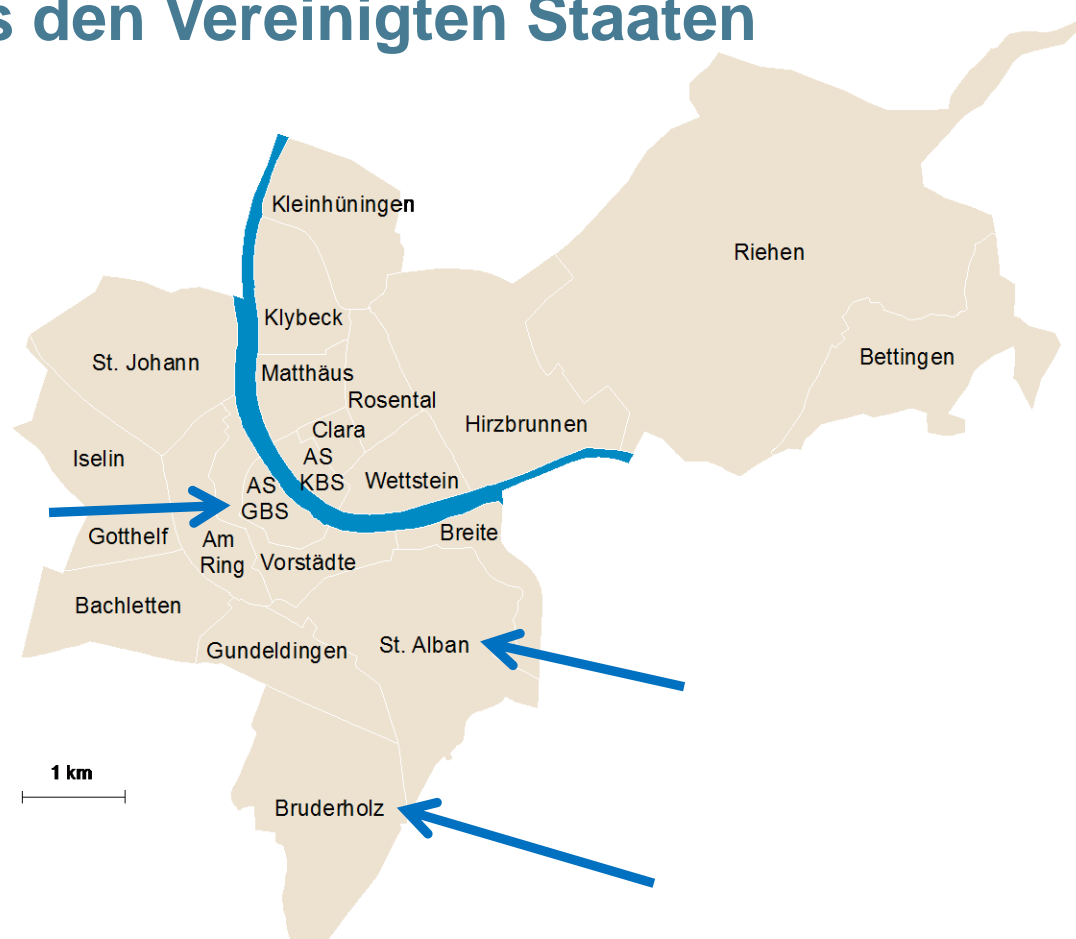 s den Vereinigten Staaten
Kleinhüningen
Riehen
Klybeck
Bettingen
St. Johann
Matthäus
Rosental
Hirzbrunnen
Clara
Iselin
AS
KBS
Wettstein
AS
GBS
Breite
Gotthelf
Am
Ring
Vorstädte
Bachletten
Gundeldingen
St. Alban
1 km
Bruderholz